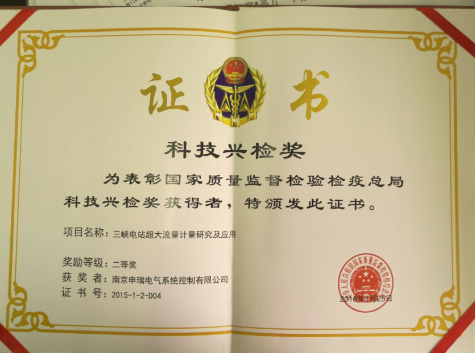 证 书
科技兴检奖
为表彰国家质量监督检验检疫总局
科技兴检奖获得者，特颁发此证书。
项目名称：三峡电站超大流量计量研究及应用
奖励等级：二等奖
获 奖 者：南京申瑞电气系统控制有限公司
证 书 号：2015-1-2-004